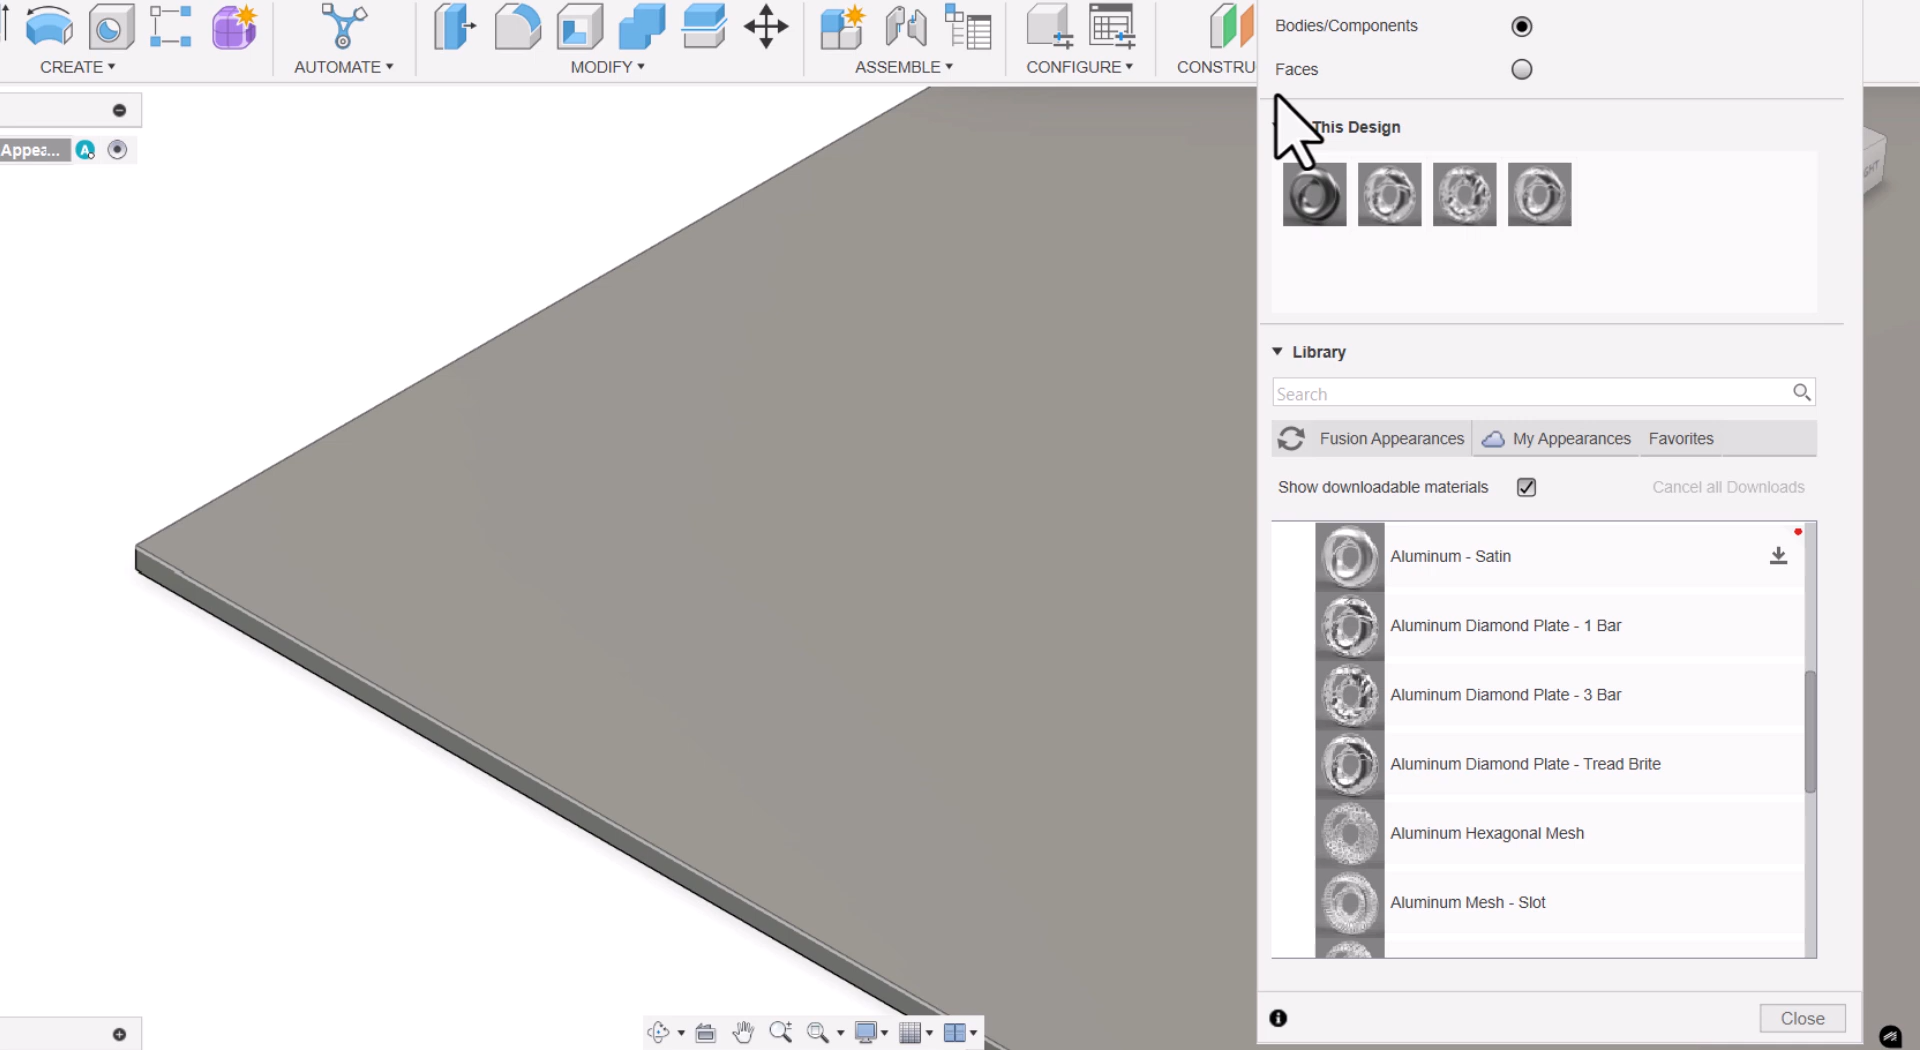 CREATE ▾
AUTOMATE ▾
MODIFY ▾
ASSEMBLE ▾
CONFIGURE ▾
CONSTRU
Appea...
A
Bodies/Components
Faces
This Design
Library
Search
Fusion Appearances
My Appearances
Favorites
Show downloadable materials
Cancel all Downloads
Aluminum - Satin
Aluminum Diamond Plate - 1 Bar
Aluminum Diamond Plate - 3 Bar
Aluminum Diamond Plate - Tread Brite
Aluminum Hexagonal Mesh
Aluminum Mesh - Slot
Close